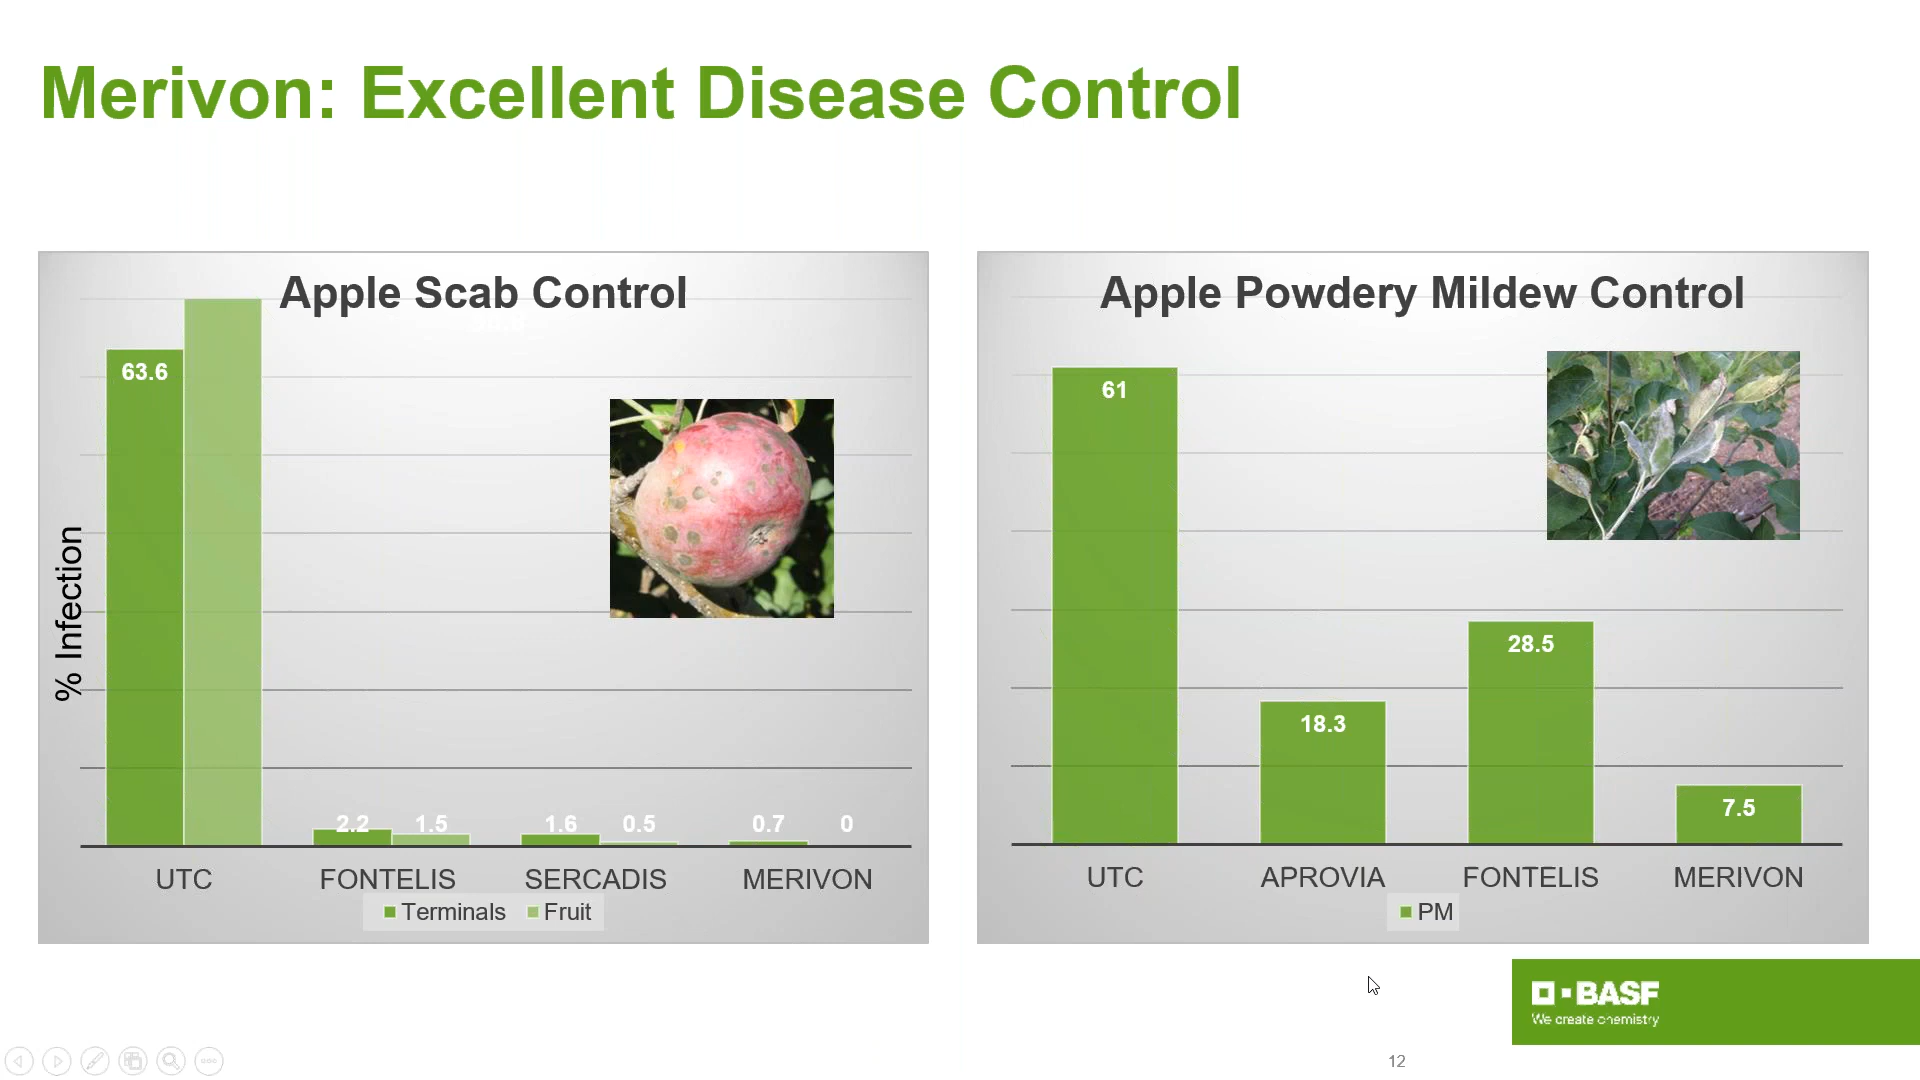 Merivon: Excellent Disease Control
Apple Scab Control
63.6
% Infection
2.2
1.5
1.6
0.5
0.7
0
UTC
FONTELIS
SERCADIS
MERIVON
Terminals
Fruit
Apple Powdery Mildew Control
61
18.3
28.5
7.5
UTC
APROVIA
FONTELIS
MERIVON
PM
BASF
We create chemistry
12